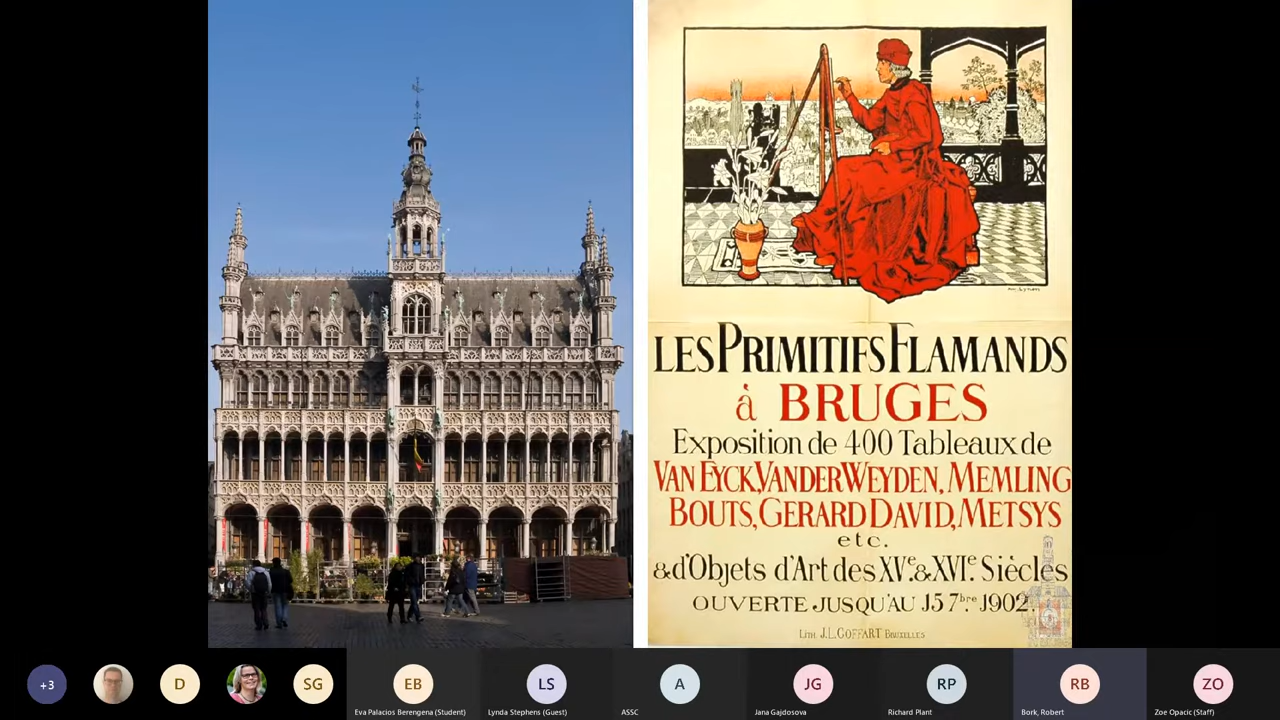 LES PRIMITIFS FLAMANDS
à BRUGES
Exposition de 400 Tableaux de
VAN EYCK, VANDER WEYDEN, MEMLING
BOUTS, GERARD DAVID, METSYS
etc.
& d'Objets d'Art des XVe. & XVIe. Siècles
OUVERTE JUSQU'AU 15 7bre. 1902.
LITH. J.L. GOFFART BRUXELLES
+3
D
SG
EB
Eva Palacios Berengena (Student)
LS
Lynda Stephens (Guest)
A
ASSC
JG
Jana Gajdosova
RP
Richard Plant
RB
Bork, Robert
ZO
Zoe Opacic (Staff)